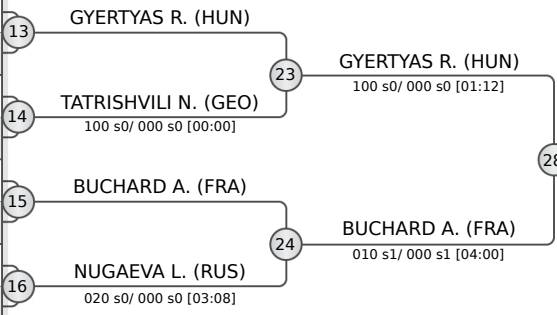 GYERTYAS R. (HUN)
13
23
GYERTYAS R. (HUN)
100 s0/ 000 s0 [01:12]
TATRISHVILI N. (GEO)
14
100 s0/ 000 s0 [00:00]
28
BUCHARD A. (FRA)
15
24
BUCHARD A. (FRA)
010 s1/ 000 s1 [04:00]
NUGAEVA L. (RUS)
16
020 s0/ 000 s0 [03:08]